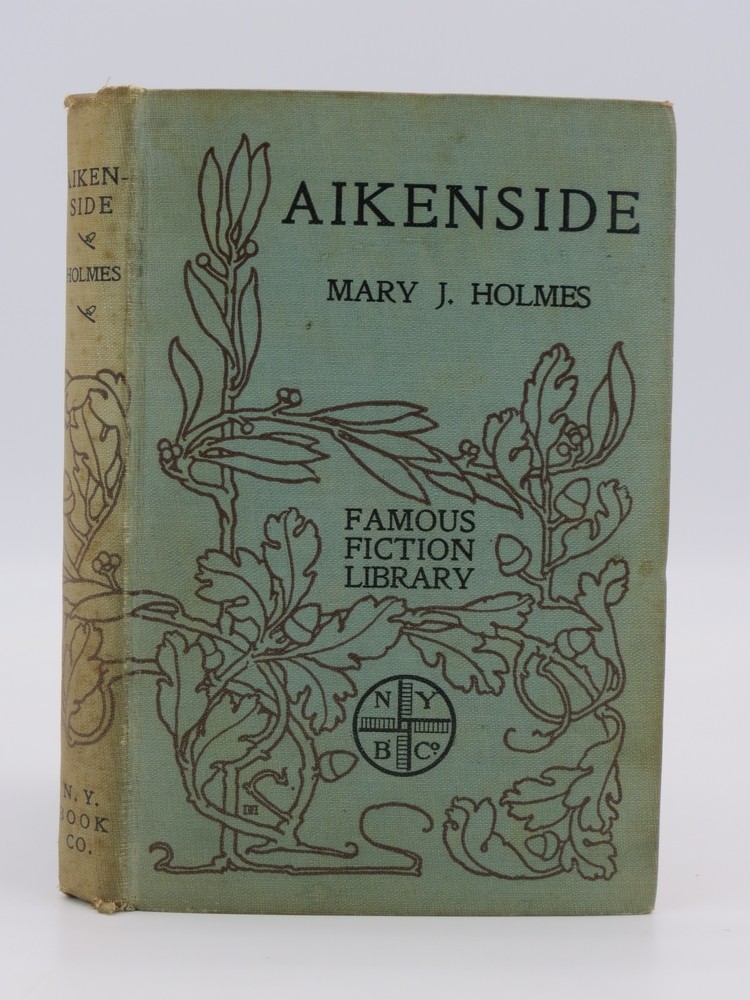 AIKEN-
SIDE
HOLMES
N. Y.
BOOK
CO.
AIKENSIDE
MARY J. HOLMES
FAMOUS
FICTION
LIBRARY
N Y
B Co.